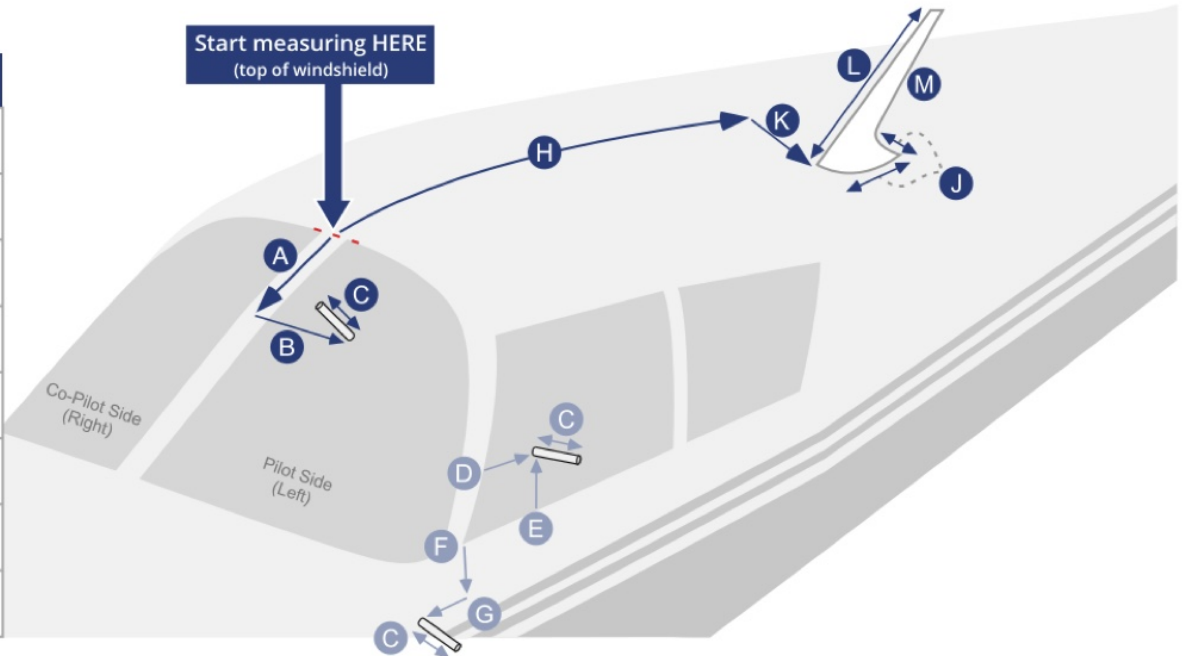 Start measuring HERE
(top of windshield)
L
M
K
H
J
A
C
B
Co-Pilot Side
(Right)
C
Pilot Side
(Left)
D
E
F
G
C